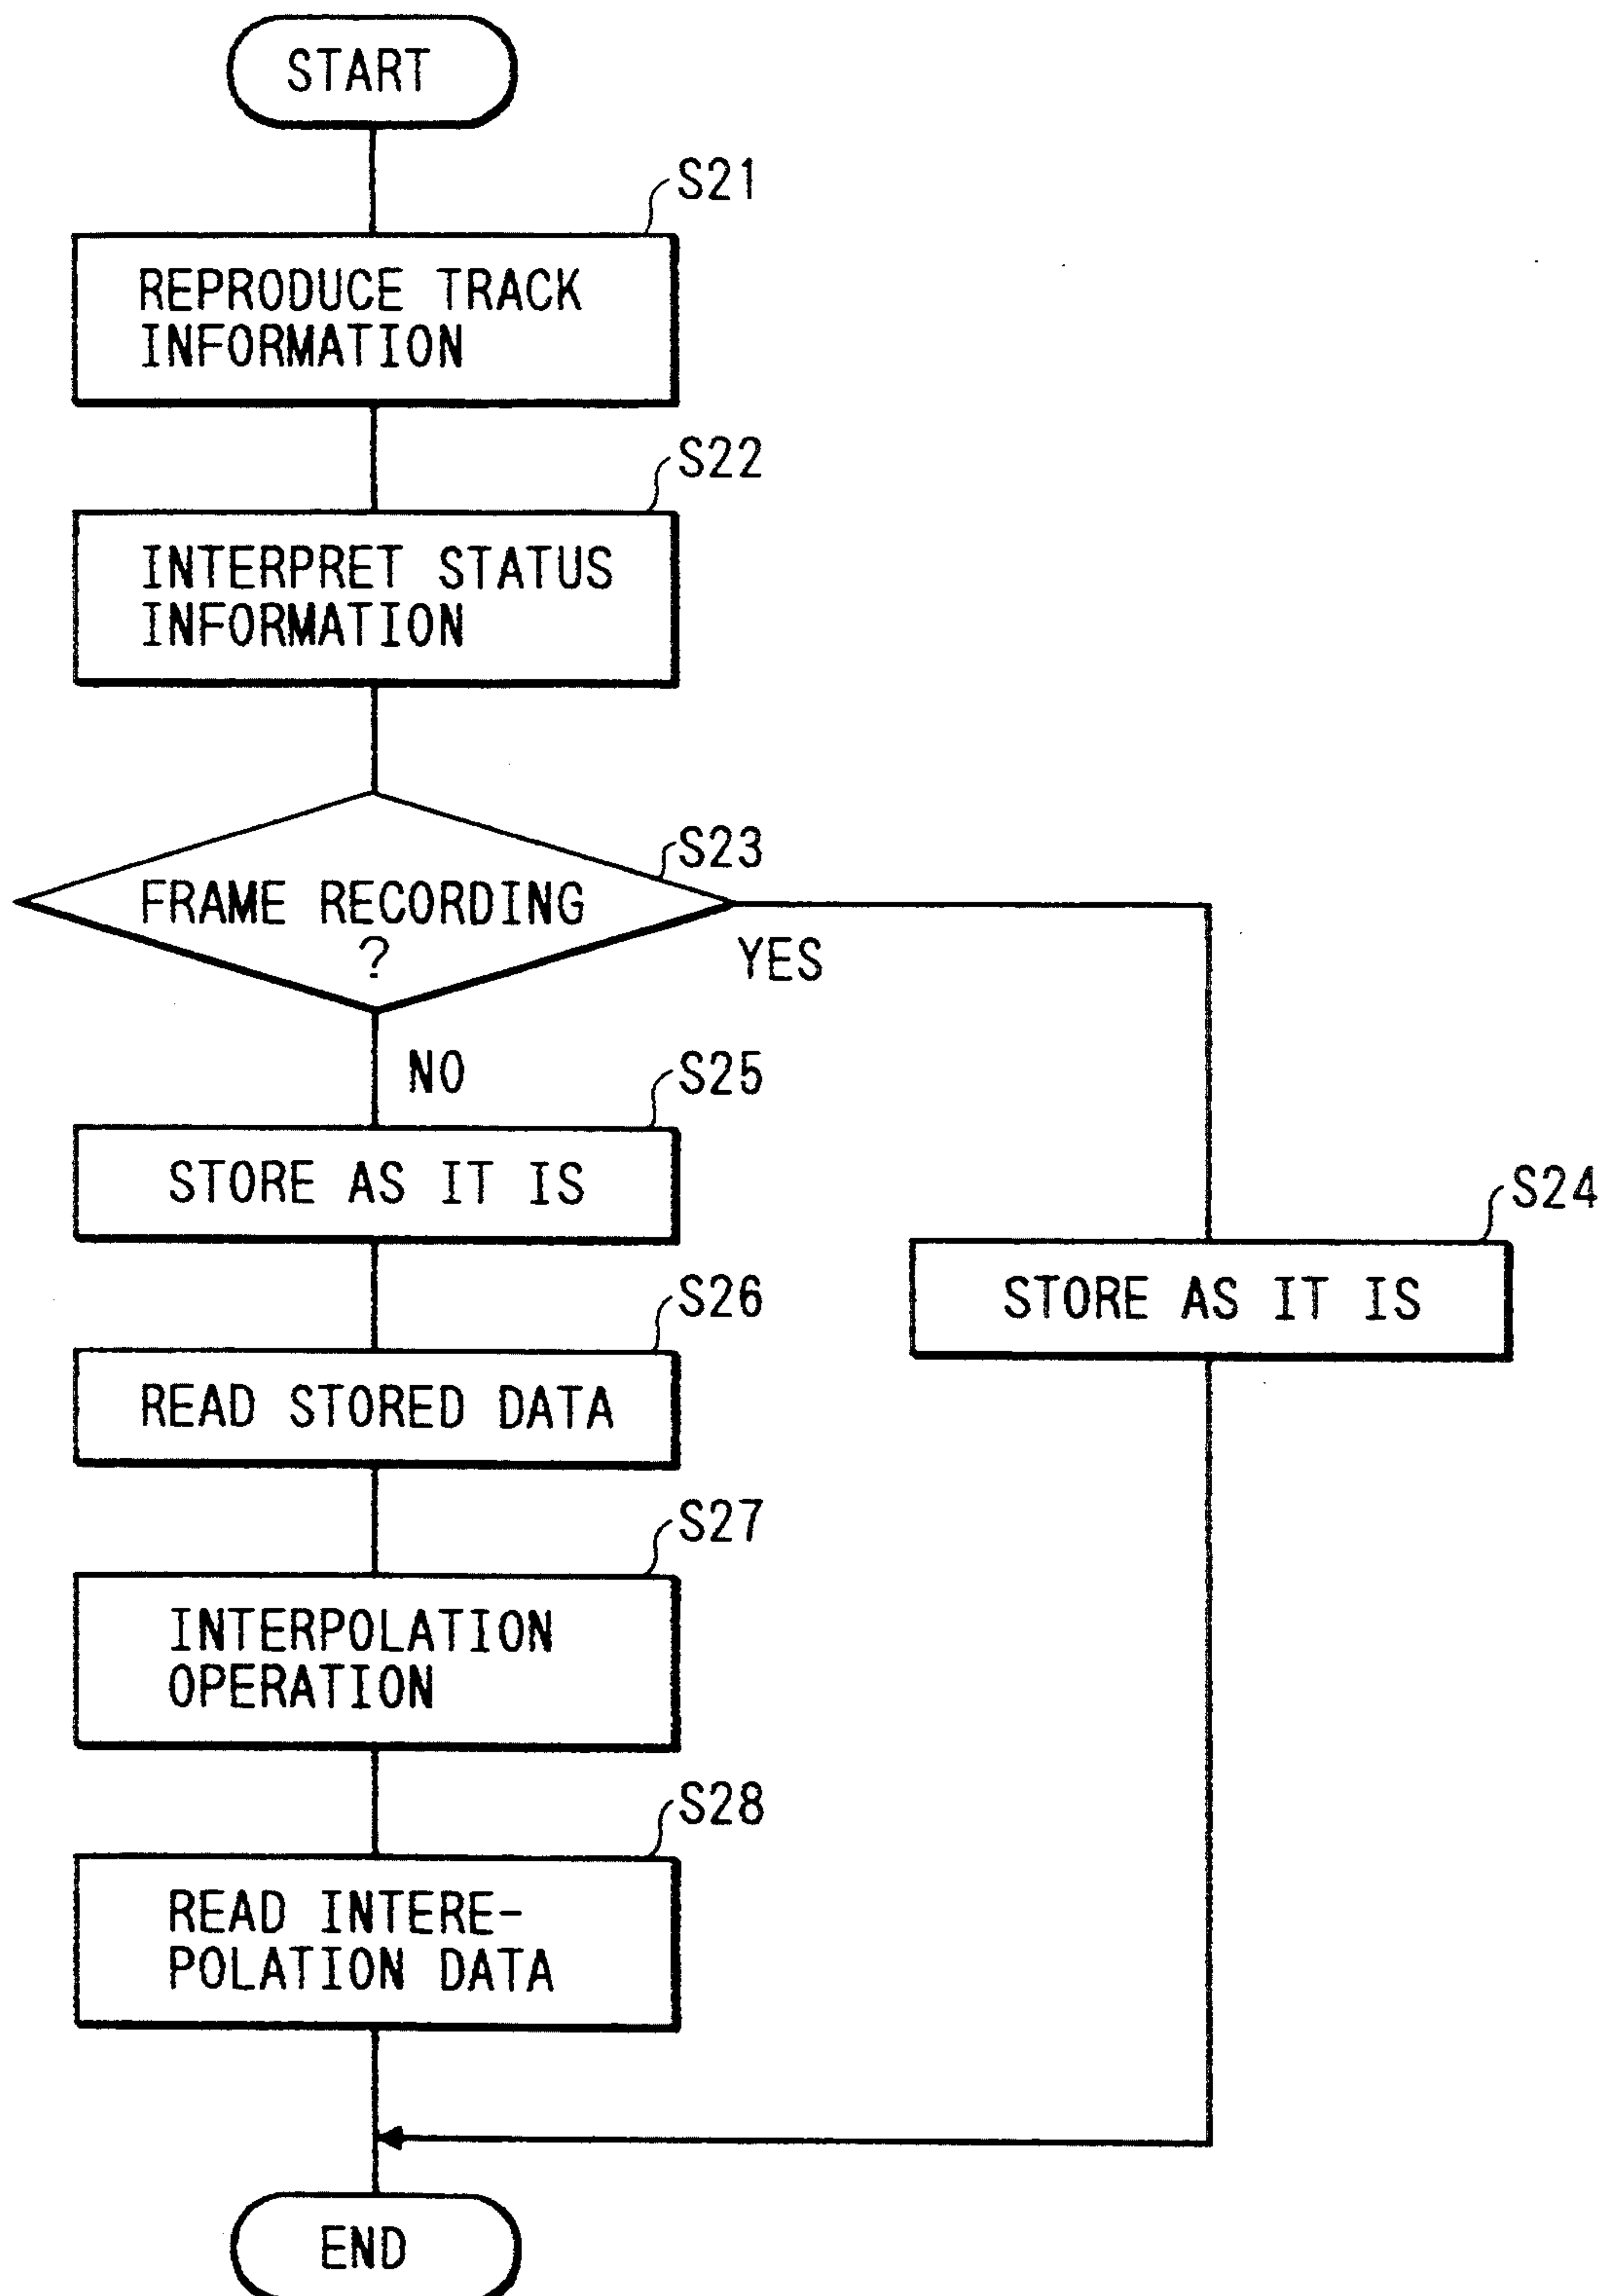 START
S21
REPRODUCE TRACK
INFORMATION
S22
INTERPRET STATUS
INFORMATION
S23
FRAME RECORDING
?
YES
NO
S25
STORE AS IT IS
S24
STORE AS IT IS
S26
READ STORED DATA
S27
INTERPOLATION
OPERATION
S28
READ INTERE-
POLATION DATA
END